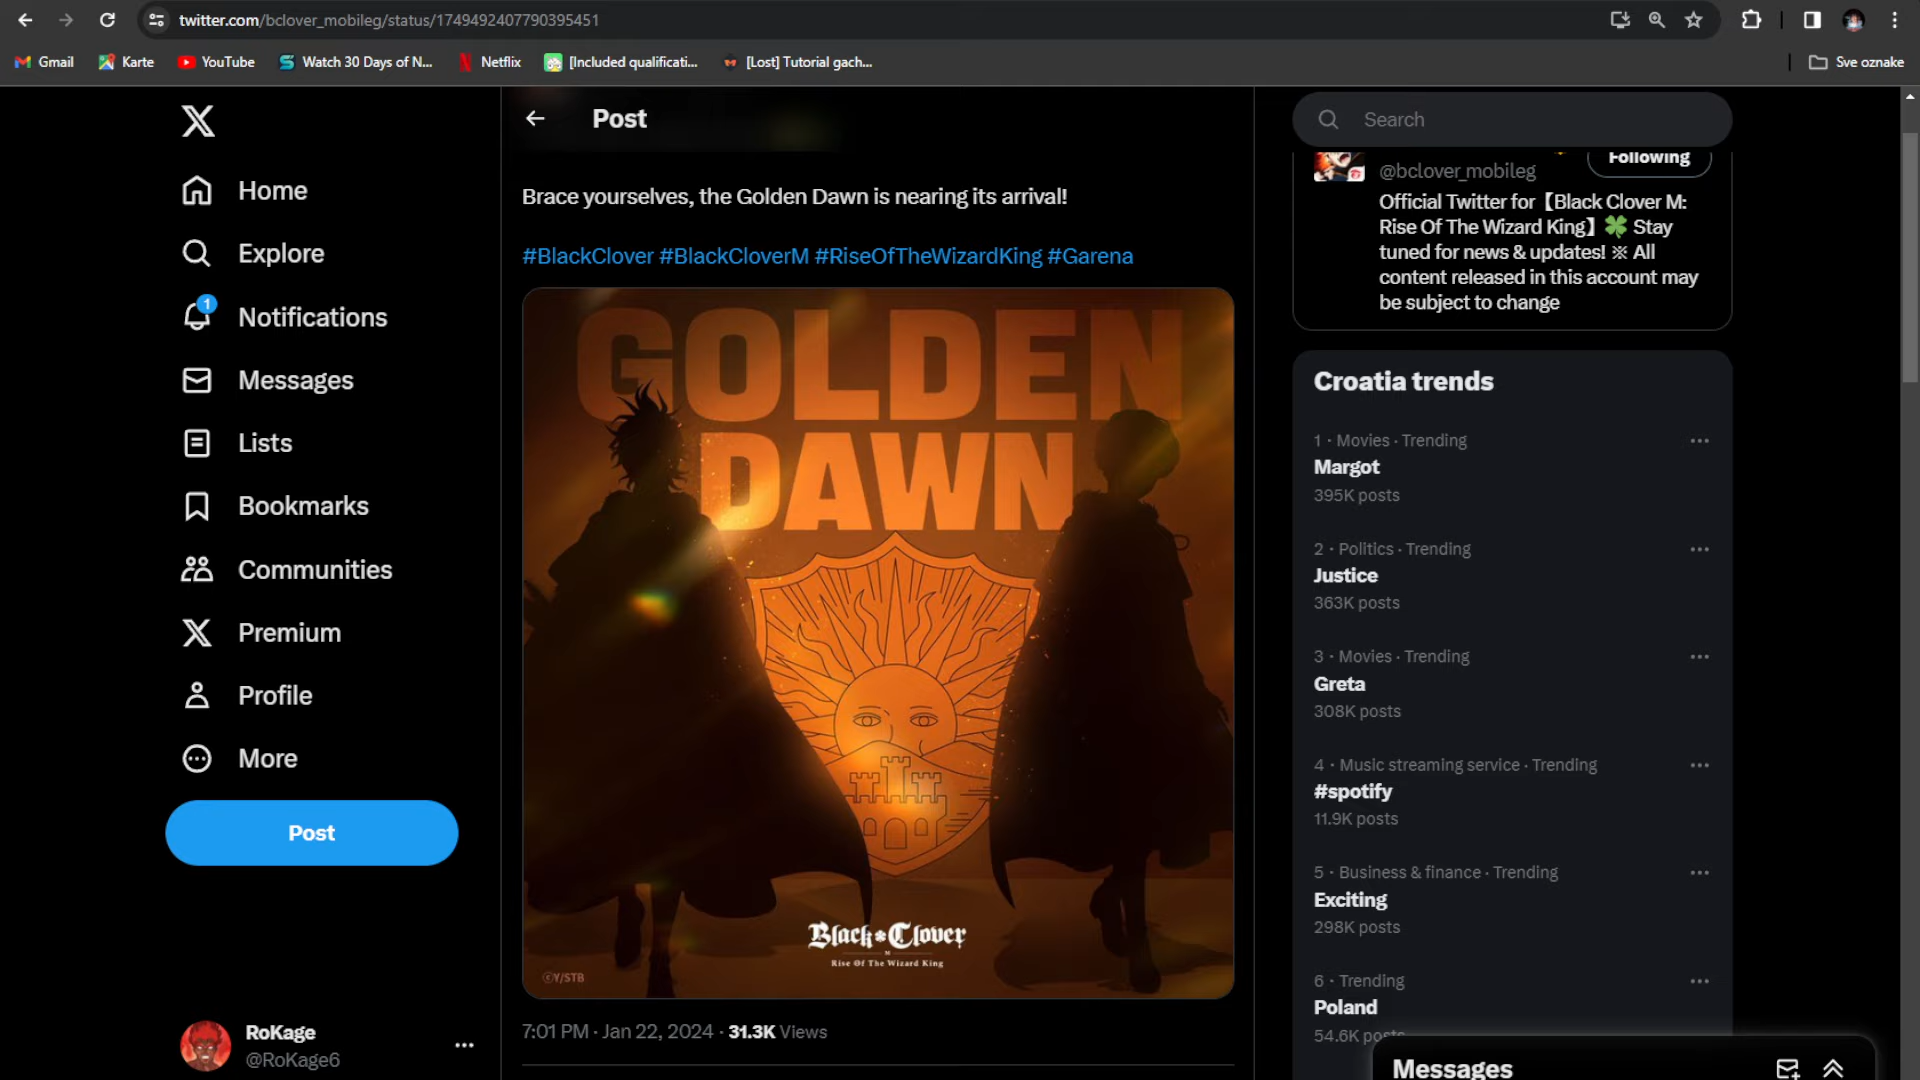 twitter.com/bclover_mobileg/status/1749492407790395451
Gmail
Karte
YouTube
Watch 30 Days of N...
Netflix
[Included qualificati...
[Lost] Tutorial gach...
Sve oznake
Home
Explore
1
Notifications
Messages
Lists
Bookmarks
Communities
Premium
Profile
More
Post
RoKage
@RoKage6
Post
Brace yourselves, the Golden Dawn is nearing its arrival!
#BlackClover #BlackCloverM #RiseOfTheWizardKing #Garena
GOLDEN
DAWN
Black Clover
M
Rise Of The Wizard King
©Y/STB
7:01 PM · Jan 22, 2024 · 31.3K Views
Search
@bclover_mobileg
Following
Official Twitter for【Black Clover M:
Rise Of The Wizard King】🍀 Stay
tuned for news & updates! ※ All
content released in this account may
be subject to change
Croatia trends
1 · Movies · Trending
Margot
395K posts
2 · Politics · Trending
Justice
363K posts
3 · Movies · Trending
Greta
308K posts
4 · Music streaming service · Trending
#spotify
11.9K posts
5 · Business & finance · Trending
Exciting
298K posts
6 · Trending
Poland
54.6K posts
Messages